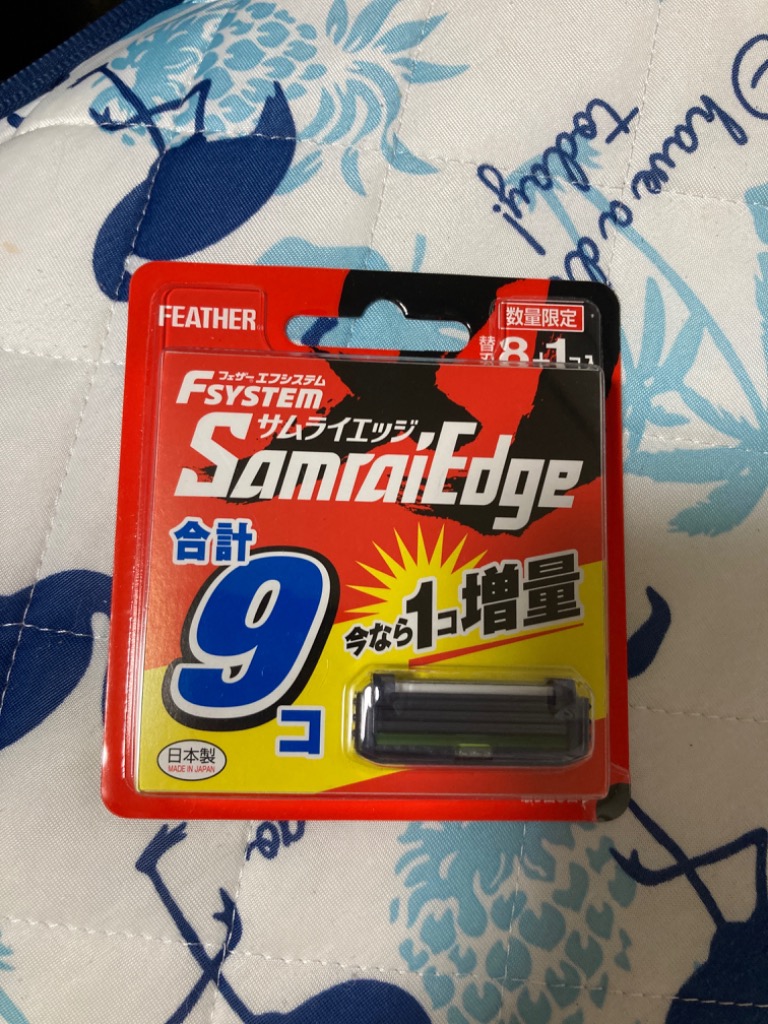 have a
today!
FEATHER
数量限定
替刃8+1コ入
フェザー エフシステム
FSYSTEM
サムライエッジ
SamraiEdge
合計
9
コ
今なら1コ増量
日本製
MADE IN JAPAN